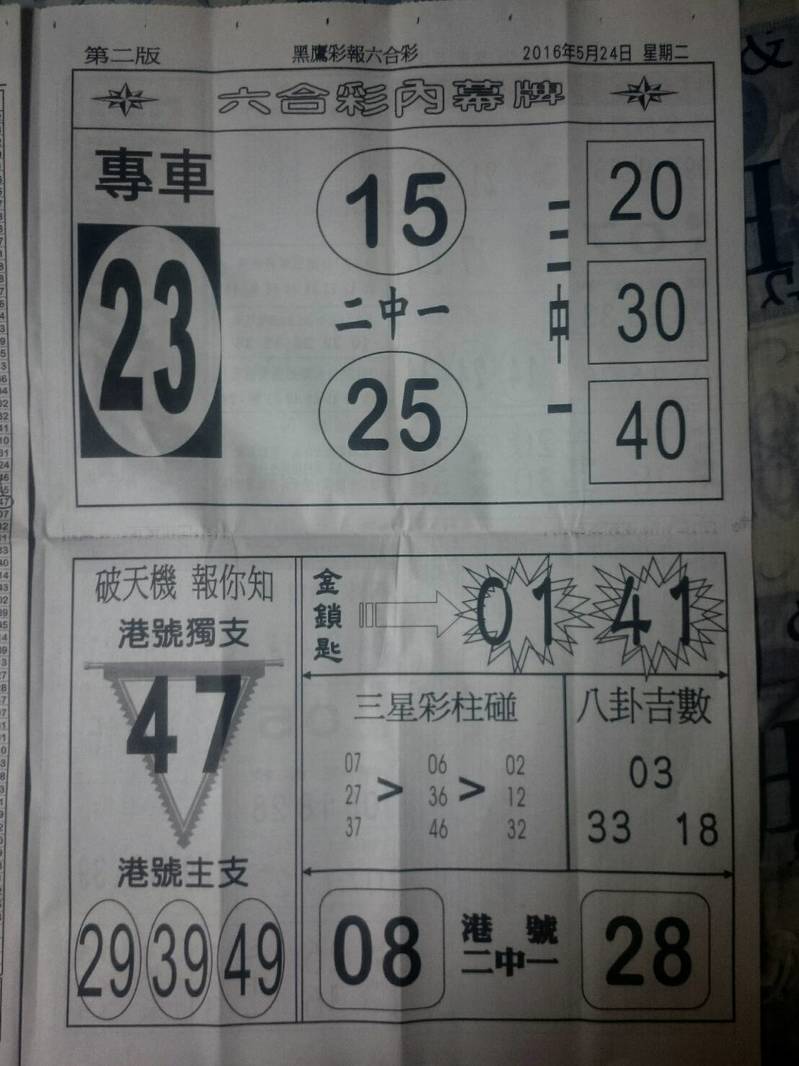 第二版 黑鷹彩報六合彩 2016年5月24日 星期二
六合彩內幕牌
專車
23
15
二中一
25
三中一
20
30
40
破天機 報你知
港號獨支
47
港號主支
29 39 49
金鎖匙
01 41
三星彩柱碰
07 06 02
27 > 36 > 12
37 46 32
八卦吉數
03
33 18
08
港號
二中一
28